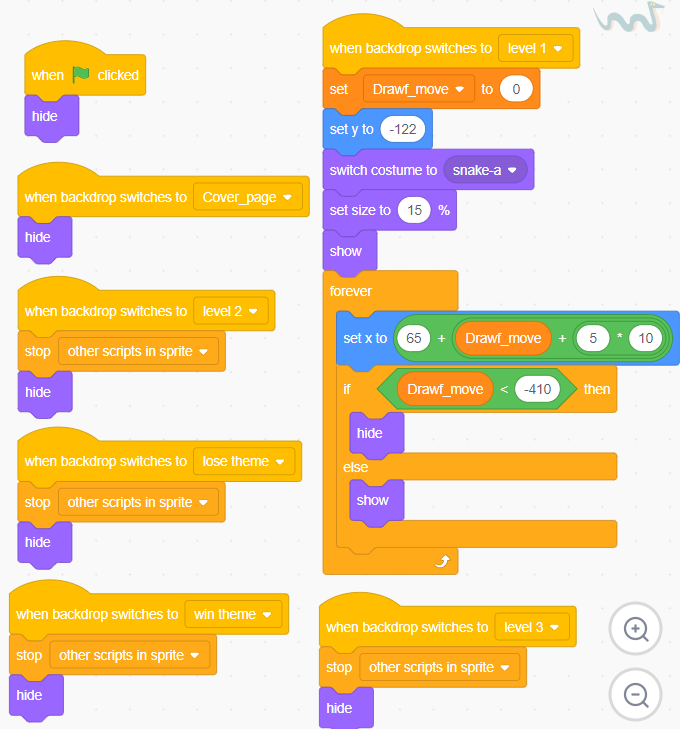 when clicked
hide
when backdrop switches to Cover_page
hide
when backdrop switches to level 2
stop other scripts in sprite
hide
when backdrop switches to lose theme
stop other scripts in sprite
hide
when backdrop switches to win theme
stop other scripts in sprite
hide
when backdrop switches to level 1
set Drawf_move to 0
set y to -122
switch costume to snake-a
set size to 15 %
show
forever
set x to 65 + Drawf_move + 5 * 10
if Drawf_move < -410 then
hide
else
show
when backdrop switches to level 3
stop other scripts in sprite
hide